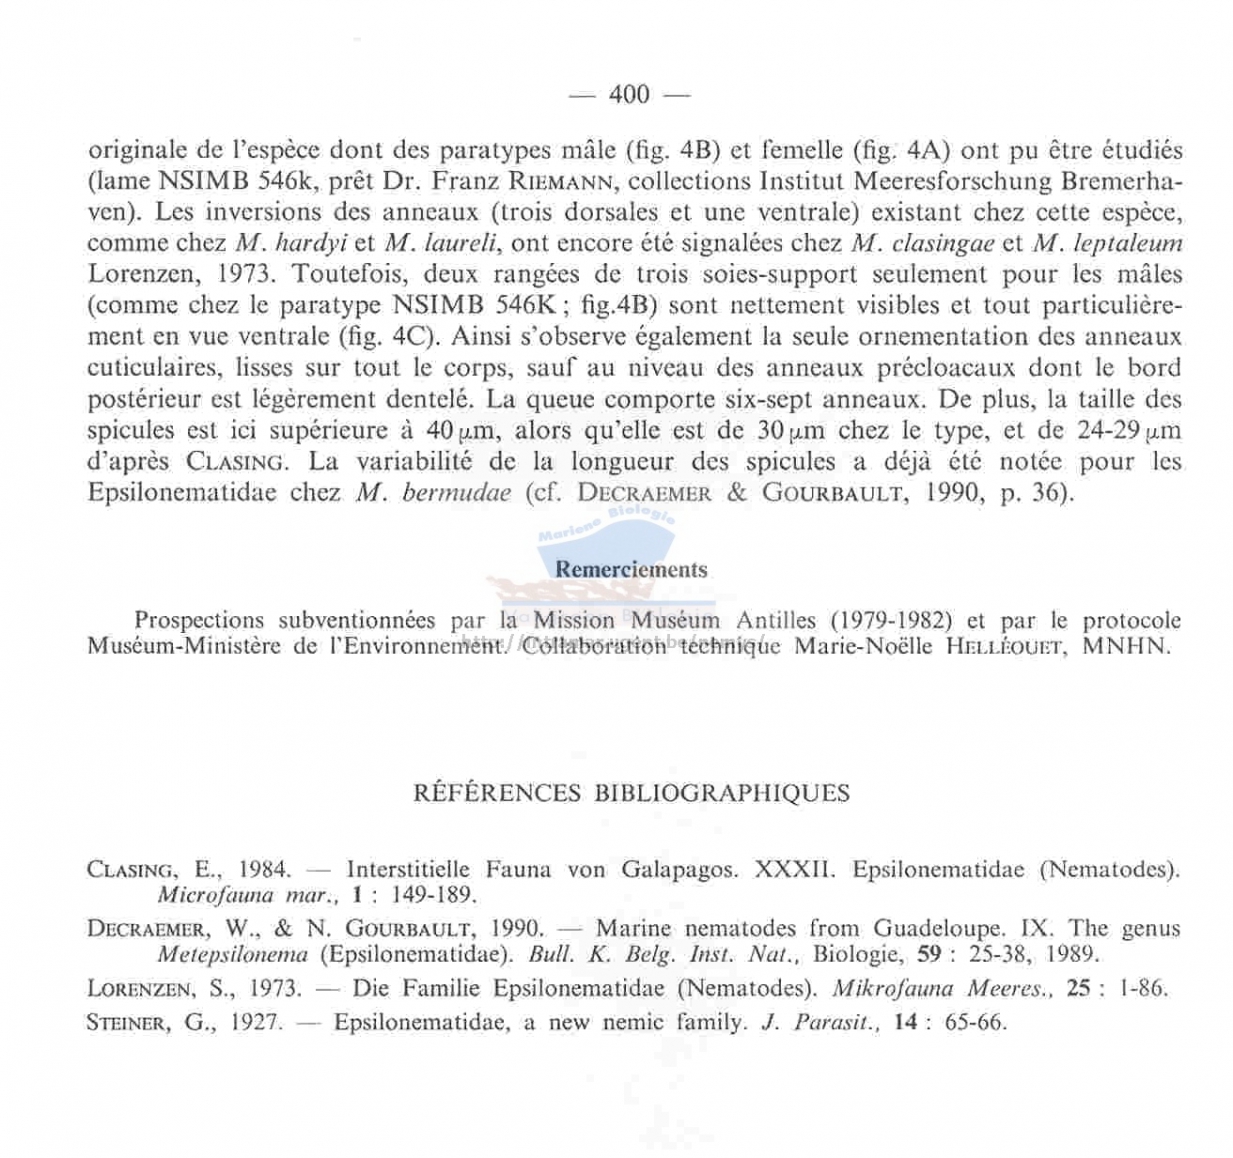 — 400 —
originale de l'espèce dont des paratypes mâle (fig. 4B) et femelle (fig. 4A) ont pu être étudiés
(lame NSIMB 546k, prêt Dr. Franz RIEMANN, collections Institut Meeresforschung Bremerha-
ven). Les inversions des anneaux (trois dorsales et une ventrale) existant chez cette espèce,
comme chez M. hardyi et M. laureli, ont encore été signalées chez M. clasingae et M. leptaleum
Lorenzen, 1973. Toutefois, deux rangées de trois soies-support seulement pour les mâles
(comme chez le paratype NSIMB 546K ; fig.4B) sont nettement visibles et tout particulière-
ment en vue ventrale (fig. 4C). Ainsi s'observe également la seule ornementation des anneaux
cuticulaires, lisses sur tout le corps, sauf au niveau des anneaux précloacaux dont le bord
postérieur est légèrement dentelé. La queue comporte six-sept anneaux. De plus, la taille des
spicules est ici supérieure à 40 µm, alors qu'elle est de 30 µm chez le type, et de 24-29 µm
d'après CLASING. La variabilité de la longueur des spicules a déjà été notée pour les
Epsilonematidae chez M. bermudae (cf. DECRAEMER & GOURBAULT, 1990, p. 36).
Marine Biologie
Remerciements
Prospections subventionnées par la Mission Muséum Antilles (1979-1982) et par le protocole
Muséum-Ministère de l'Environnement. Collaboration technique Marie-Noëlle HELLÉOUET, MNHN.
RÉFÉRENCES BIBLIOGRAPHIQUES
CLASING, E., 1984. — Interstitielle Fauna von Galapagos. XXXII. Epsilonematidae (Nematodes).
Microfauna mar., 1 : 149-189.
DECRAEMER, W., & N. GOURBAULT, 1990. — Marine nematodes from Guadeloupe. IX. The genus
Metepsilonema (Epsilonematidae). Bull. K. Belg. Inst. Nat., Biologie, 59 : 25-38, 1989.
LORENZEN, S., 1973. — Die Familie Epsilonematidae (Nematodes). Mikrofauna Meeres., 25 : 1-86.
STEINER, G., 1927. — Epsilonematidae, a new nemic family. J. Parasit., 14 : 65-66.